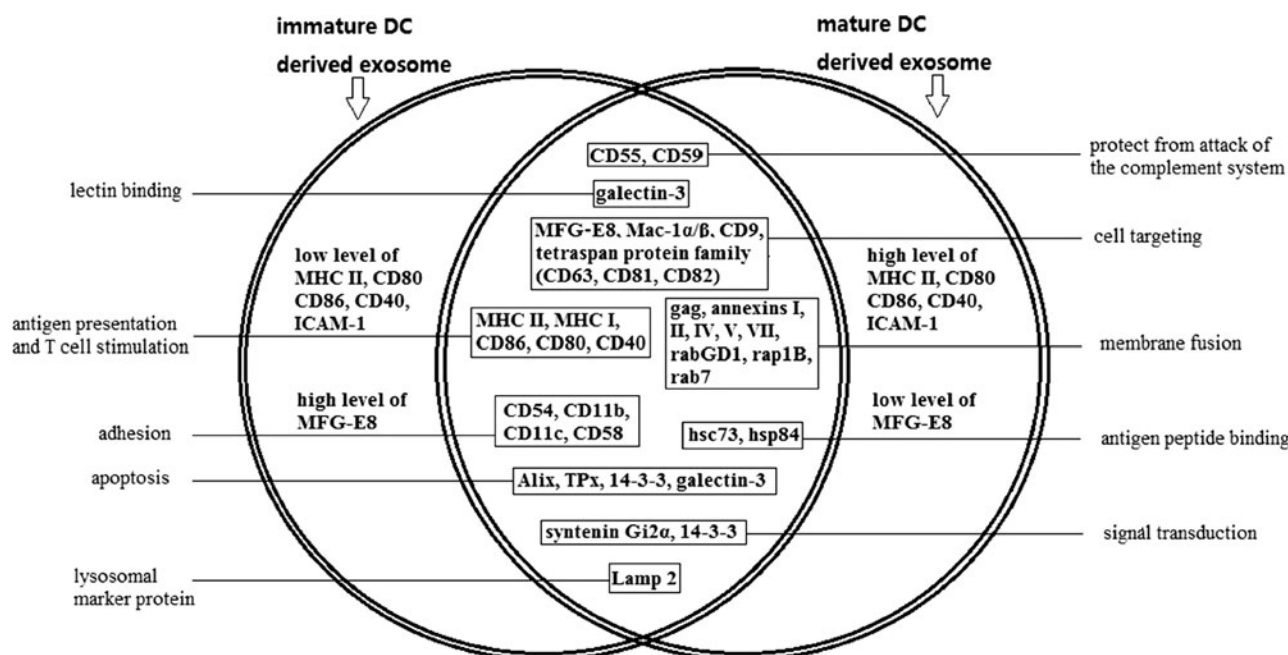 immature DC
derived exosome
mature DC
derived exosome
CD55, CD59
protect from attack of
the complement system
lectin binding
galectin-3
MFG-E8, Mac-1α/β, CD9,
tetraspan protein family
(CD63, CD81, CD82)
cell targeting
low level of
MHC II, CD80
CD86, CD40,
ICAM-1
high level of
MHC II, CD80
CD86, CD40,
ICAM-1
antigen presentation
and T cell stimulation
MHC II, MHC I,
CD86, CD80, CD40
gag, annexins I,
II, IV, V, VII,
rabGD1, rap1B,
rab7
membrane fusion
high level of
MFG-E8
low level of
MFG-E8
adhesion
CD54, CD11b,
CD11c, CD58
hsc73, hsp84
antigen peptide binding
apoptosis
Alix, TPx, 14-3-3, galectin-3
syntenin Gi2α, 14-3-3
signal transduction
lysosomal
marker protein
Lamp 2